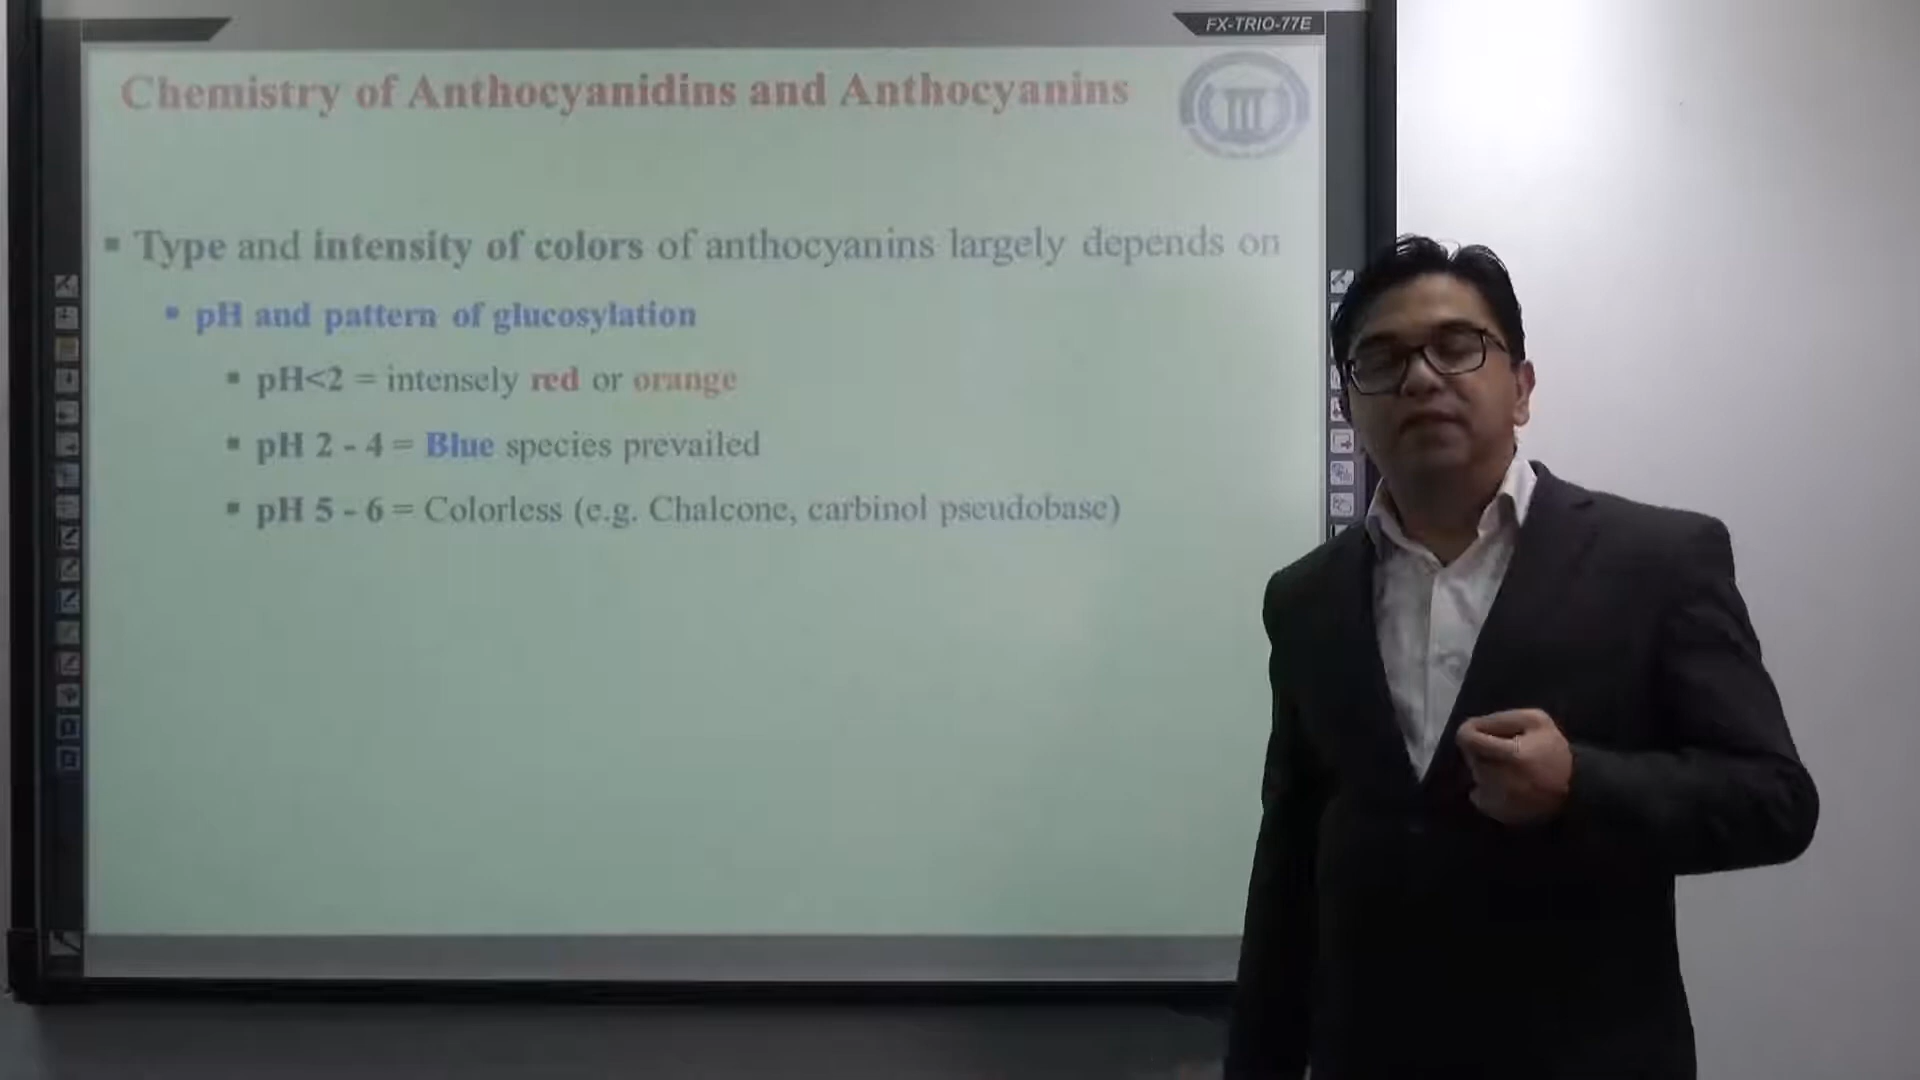 FX-TRIO-77E
Chemistry of Anthocyanidins and Anthocyanins
▪ Type and intensity of colors of anthocyanins largely depends on
▪ pH and pattern of glucosylation
▪ pH<2 = intensely red or orange
▪ pH 2 - 4 = Blue species prevailed
▪ pH 5 - 6 = Colorless (e.g. Chalcone, carbinol pseudobase)